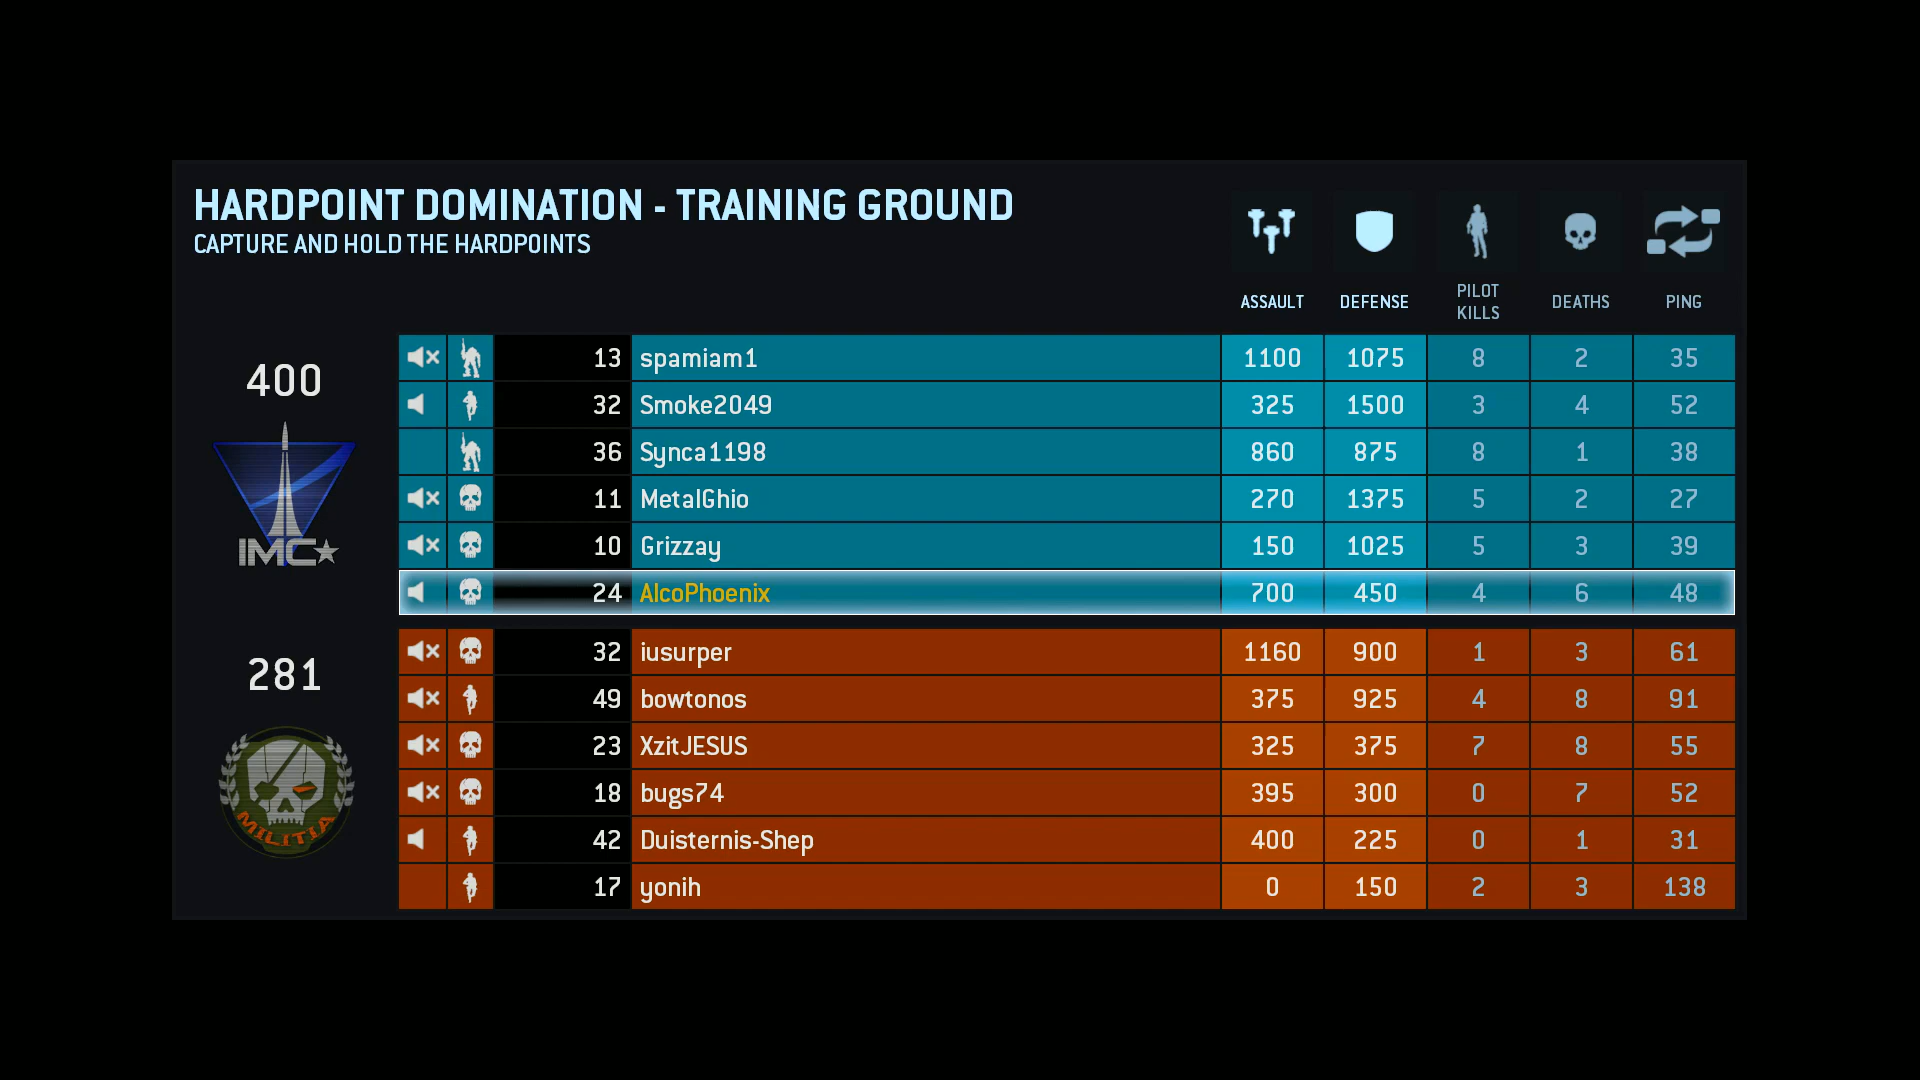 HARDPOINT DOMINATION - TRAINING GROUND
CAPTURE AND HOLD THE HARDPOINTS
ASSAULT DEFENSE PILOT KILLS DEATHS PING
400
IMC
13 spamiam1 1100 1075 8 2 35
32 Smoke2049 325 1500 3 4 52
36 Synca1198 860 875 8 1 38
11 MetalGhio 270 1375 5 2 27
10 Grizzay 150 1025 5 3 39
24 AlcoPhoenix 700 450 4 6 48
281
MILITIA
32 iusurper 1160 900 1 3 61
49 bowtonos 375 925 4 8 91
23 XzitJESUS 325 375 7 8 55
18 bugs74 395 300 0 7 52
42 Duisternis-Shep 400 225 0 1 31
17 yonih 0 150 2 3 138